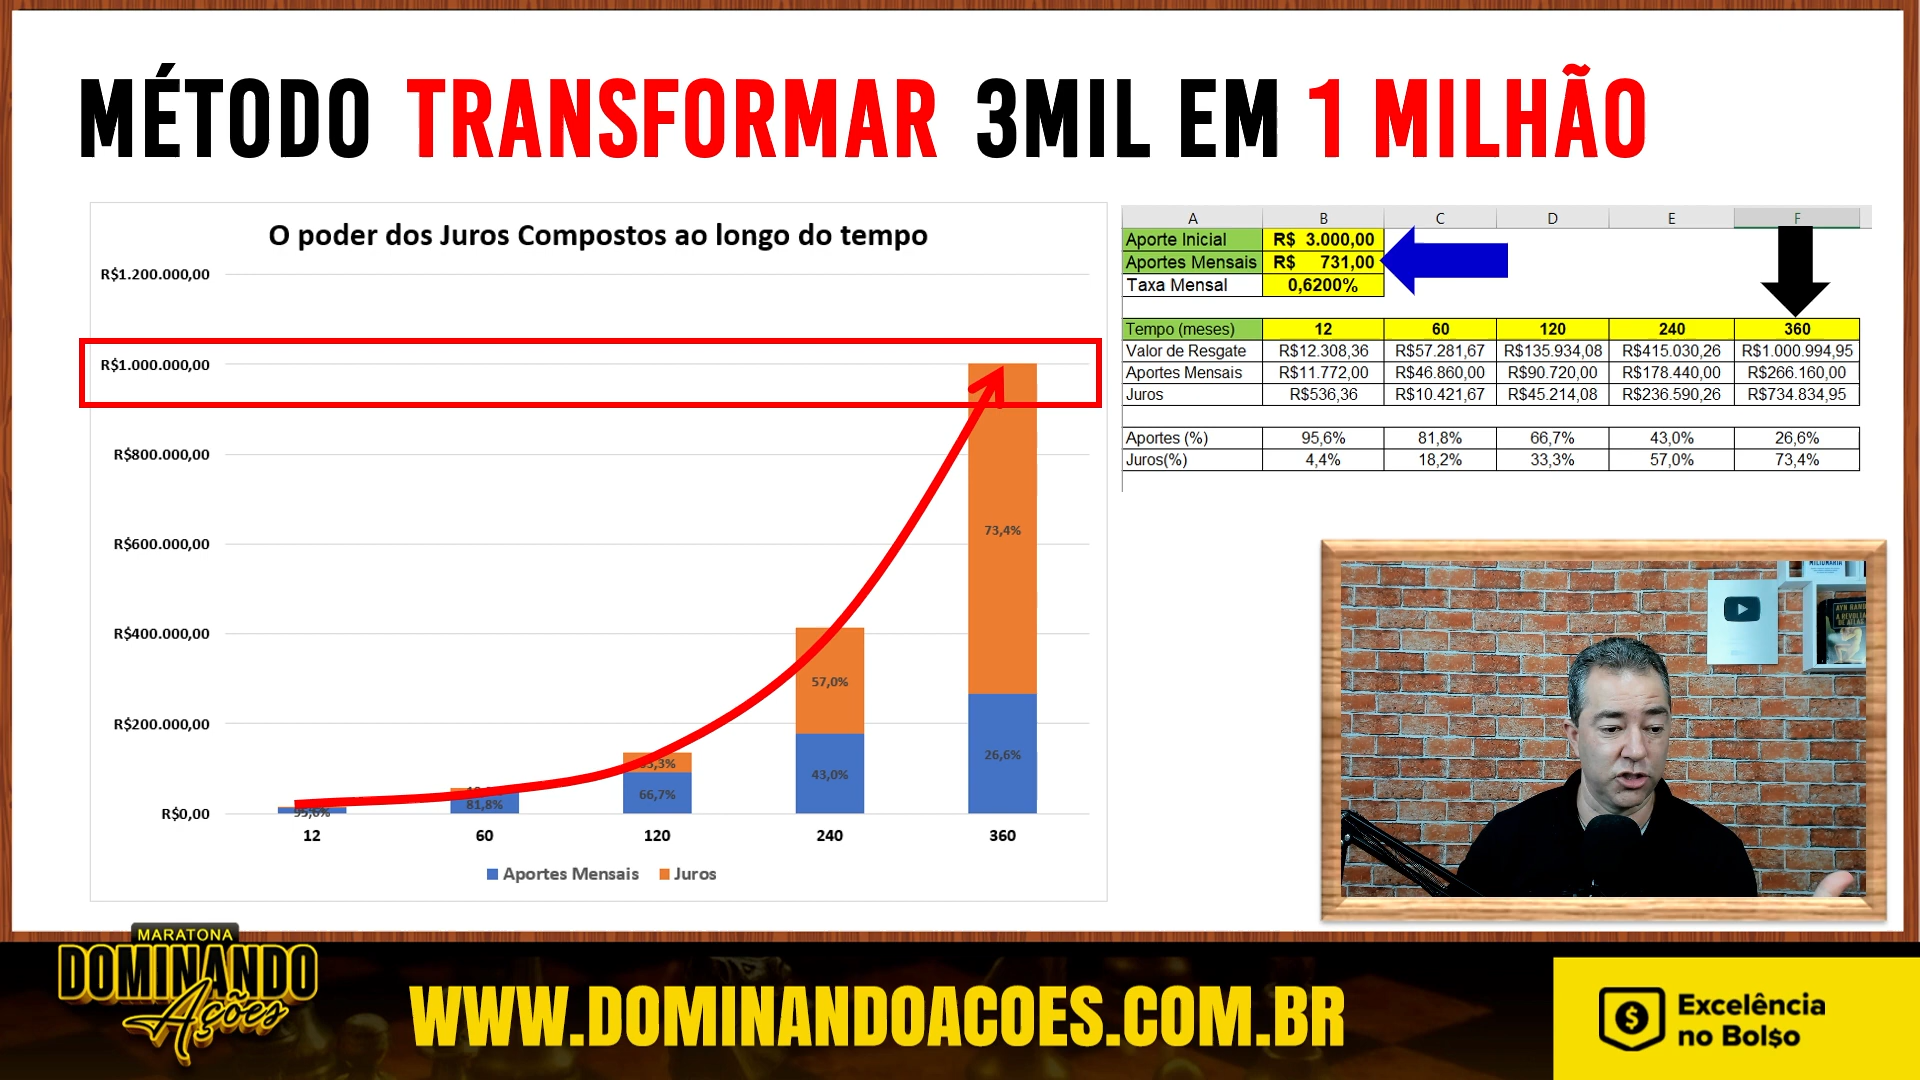 MÉTODO TRANSFORMAR 3MIL EM 1 MILHÃO
O poder dos Juros Compostos ao longo do tempo
R$1.200.000,00
R$1.000.000,00
R$800.000,00
R$600.000,00
R$400.000,00
R$200.000,00
R$0,00
73,4%
26,6%
57,0%
43,0%
66,7%
81,8%
95,6%
12 60 120 240 360
Aportes Mensais Juros
A B C D E F
Aporte Inicial R$ 3.000,00
Aportes Mensais R$ 731,00
Taxa Mensal 0,6200%
Tempo (meses) 12 60 120 240 360
Valor de Resgate R$12.308,36 R$57.281,67 R$135.934,08 R$415.030,26 R$1.000.994,95
Aportes Mensais R$11.772,00 R$46.860,00 R$90.720,00 R$178.440,00 R$266.160,00
Juros R$536,36 R$10.421,67 R$45.214,08 R$236.590,26 R$734.834,95
Aportes (%) 95,6% 81,8% 66,7% 43,0% 26,6%
Juros(%) 4,4% 18,2% 33,3% 57,0% 73,4%
AYN RAND
A REVOLTA
DE ATLAS
MARATONA
DOMINANDO
Ações
WWW.DOMINANDOACOES.COM.BR
Excelência
no Bol$o